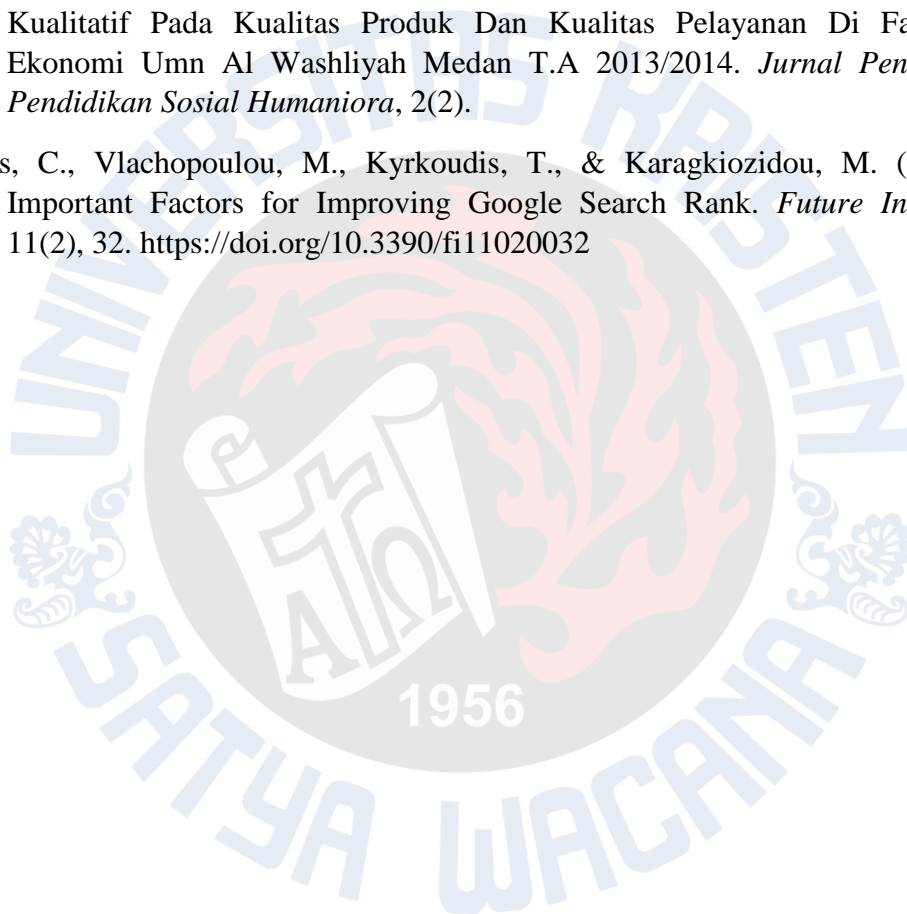 Kualitatif Pada Kualitas Produk Dan Kualitas Pelayanan Di Fa
Ekonomi Umn Al Washliyah Medan T.A 2013/2014. Jurnal Pen
Pendidikan Sosial Humaniora, 2(2).
s, C., Vlachopoulou, M., Kyrkoudis, T., & Karagkiozidou, M. (
Important Factors for Improving Google Search Rank. Future In
11(2), 32. https://doi.org/10.3390/fi11020032
UNIVERSITAS KRISTEN
Α Ω
1956
SATYA WACANA